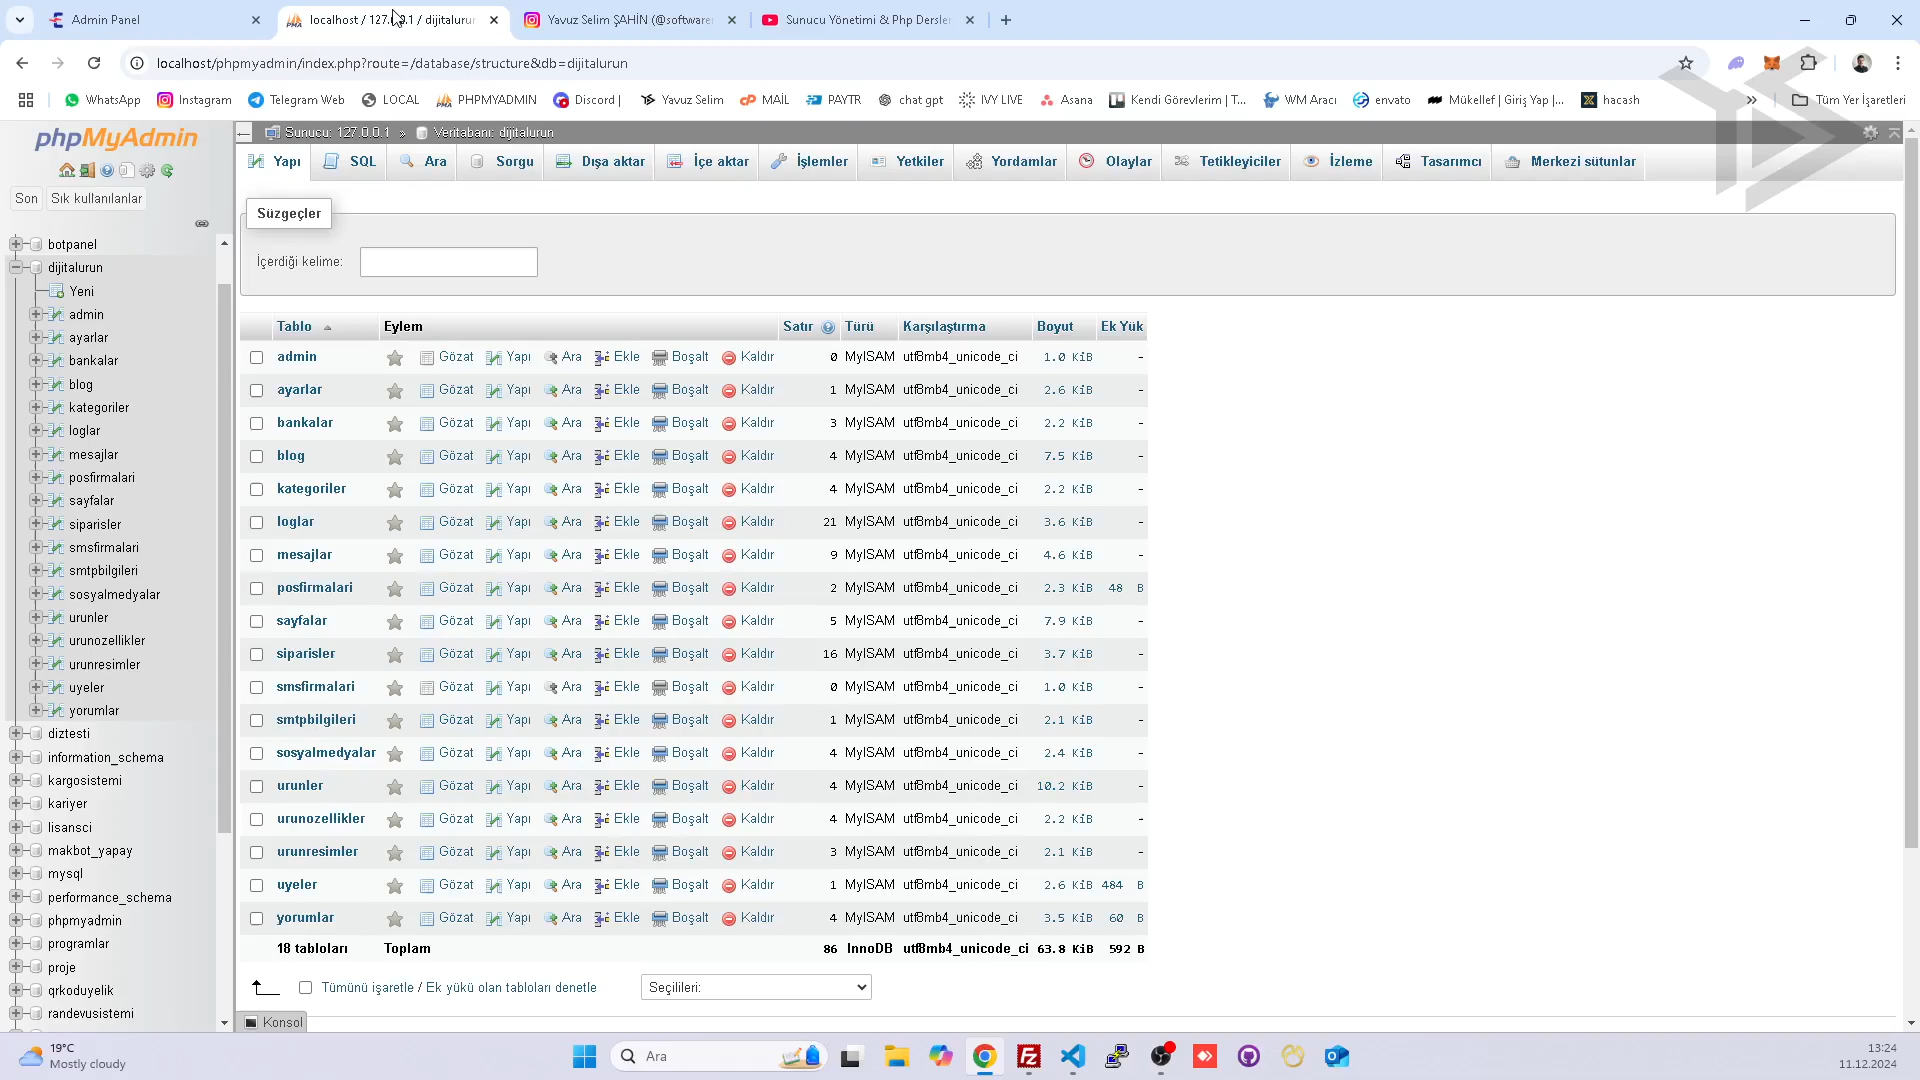 Admin Panel
localhost / 127.0.0.1 / dijitalurun
Yavuz Selim ŞAHİN (@software
Sunucu Yönetimi & Php Dersler
localhost/phpmyadmin/index.php?route=/database/structure&db=dijitalurun
WhatsApp
Instagram
Telegram Web
LOCAL
PHPMYADMIN
Discord |
Yavuz Selim
MAİL
PAYTR
chat gpt
IVY LIVE
Asana
Kendi Görevlerim | T...
WM Aracı
envato
Mükellef | Giriş Yap |...
hacash
Tüm Yer İşaretleri
phpMyAdmin
Son
Sık kullanılanlar
botpanel
dijitalurun
Yeni
admin
ayarlar
bankalar
blog
kategoriler
loglar
mesajlar
posfirmalari
sayfalar
siparisler
smsfirmalari
smtpbilgileri
sosyalmedyalar
urunler
urunozellikler
urunresimler
uyeler
yorumlar
diztesti
information_schema
kargosistemi
kariyer
lisansci
makbot_yapay
mysql
performance_schema
phpmyadmin
programlar
proje
qrkoduyelik
randevusistemi
Sunucu: 127.0.0.1 » Veritabanı: dijitalurun
Yapı SQL Ara Sorgu Dışa aktar İçe aktar İşlemler Yetkiler Yordamlar Olaylar Tetikleyiciler İzleme Tasarımcı Merkezi sütunlar
Süzgeçler
İçerdiği kelime:
Tablo Eylem Satır Türü Karşılaştırma Boyut Ek Yük
admin Gözat Yapı Ara Ekle Boşalt Kaldır 0 MyISAM utf8mb4_unicode_ci 1.0 KiB -
ayarlar Gözat Yapı Ara Ekle Boşalt Kaldır 1 MyISAM utf8mb4_unicode_ci 2.6 KiB -
bankalar Gözat Yapı Ara Ekle Boşalt Kaldır 3 MyISAM utf8mb4_unicode_ci 2.2 KiB -
blog Gözat Yapı Ara Ekle Boşalt Kaldır 4 MyISAM utf8mb4_unicode_ci 7.5 KiB -
kategoriler Gözat Yapı Ara Ekle Boşalt Kaldır 4 MyISAM utf8mb4_unicode_ci 2.2 KiB -
loglar Gözat Yapı Ara Ekle Boşalt Kaldır 21 MyISAM utf8mb4_unicode_ci 3.6 KiB -
mesajlar Gözat Yapı Ara Ekle Boşalt Kaldır 9 MyISAM utf8mb4_unicode_ci 4.6 KiB -
posfirmalari Gözat Yapı Ara Ekle Boşalt Kaldır 2 MyISAM utf8mb4_unicode_ci 2.3 KiB 48 B
sayfalar Gözat Yapı Ara Ekle Boşalt Kaldır 5 MyISAM utf8mb4_unicode_ci 7.9 KiB -
siparisler Gözat Yapı Ara Ekle Boşalt Kaldır 16 MyISAM utf8mb4_unicode_ci 3.7 KiB -
smsfirmalari Gözat Yapı Ara Ekle Boşalt Kaldır 0 MyISAM utf8mb4_unicode_ci 1.0 KiB -
smtpbilgileri Gözat Yapı Ara Ekle Boşalt Kaldır 1 MyISAM utf8mb4_unicode_ci 2.1 KiB -
sosyalmedyalar Gözat Yapı Ara Ekle Boşalt Kaldır 4 MyISAM utf8mb4_unicode_ci 2.4 KiB -
urunler Gözat Yapı Ara Ekle Boşalt Kaldır 4 MyISAM utf8mb4_unicode_ci 10.2 KiB -
urunozellikler Gözat Yapı Ara Ekle Boşalt Kaldır 4 MyISAM utf8mb4_unicode_ci 2.2 KiB -
urunresimler Gözat Yapı Ara Ekle Boşalt Kaldır 3 MyISAM utf8mb4_unicode_ci 2.1 KiB -
uyeler Gözat Yapı Ara Ekle Boşalt Kaldır 1 MyISAM utf8mb4_unicode_ci 2.6 KiB 484 B
yorumlar Gözat Yapı Ara Ekle Boşalt Kaldır 4 MyISAM utf8mb4_unicode_ci 3.5 KiB 60 B
18 tabloları Toplam 86 InnoDB utf8mb4_unicode_ci 63.8 KiB 592 B
Tümünü işaretle / Ek yükü olan tabloları denetle
Seçilileri:
Konsol
19°C
Mostly cloudy
Ara
13:24
11.12.2024